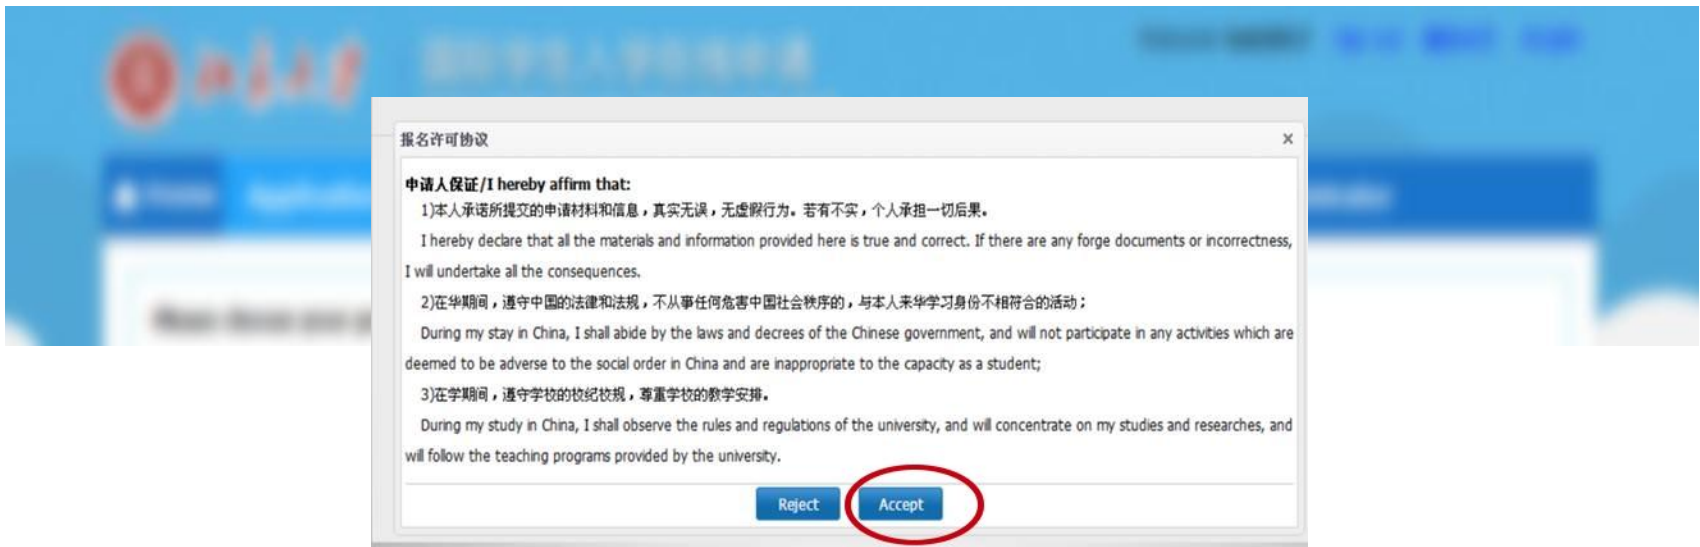 报名许可协议
×
申请人保证/I hereby affirm that:
1)本人承诺所提交的申请材料和信息，真实无误，无虚假行为。若有不实，个人承担一切后果。
I hereby declare that all the materials and information provided here is true and correct. If there are any forge documents or incorrectness,
I will undertake all the consequences.
2)在华期间，遵守中国的法律和法规，不从事任何危害中国社会秩序的，与本人来华学习身份不相符合的活动；
During my stay in China, I shall abide by the laws and decrees of the Chinese government, and will not participate in any activities which are
deemed to be adverse to the social order in China and are inappropriate to the capacity as a student;
3)在学期间，遵守学校的校纪校规，尊重学校的教学安排。
During my study in China, I shall observe the rules and regulations of the university, and will concentrate on my studies and researches, and
will follow the teaching programs provided by the university.
Reject Accept